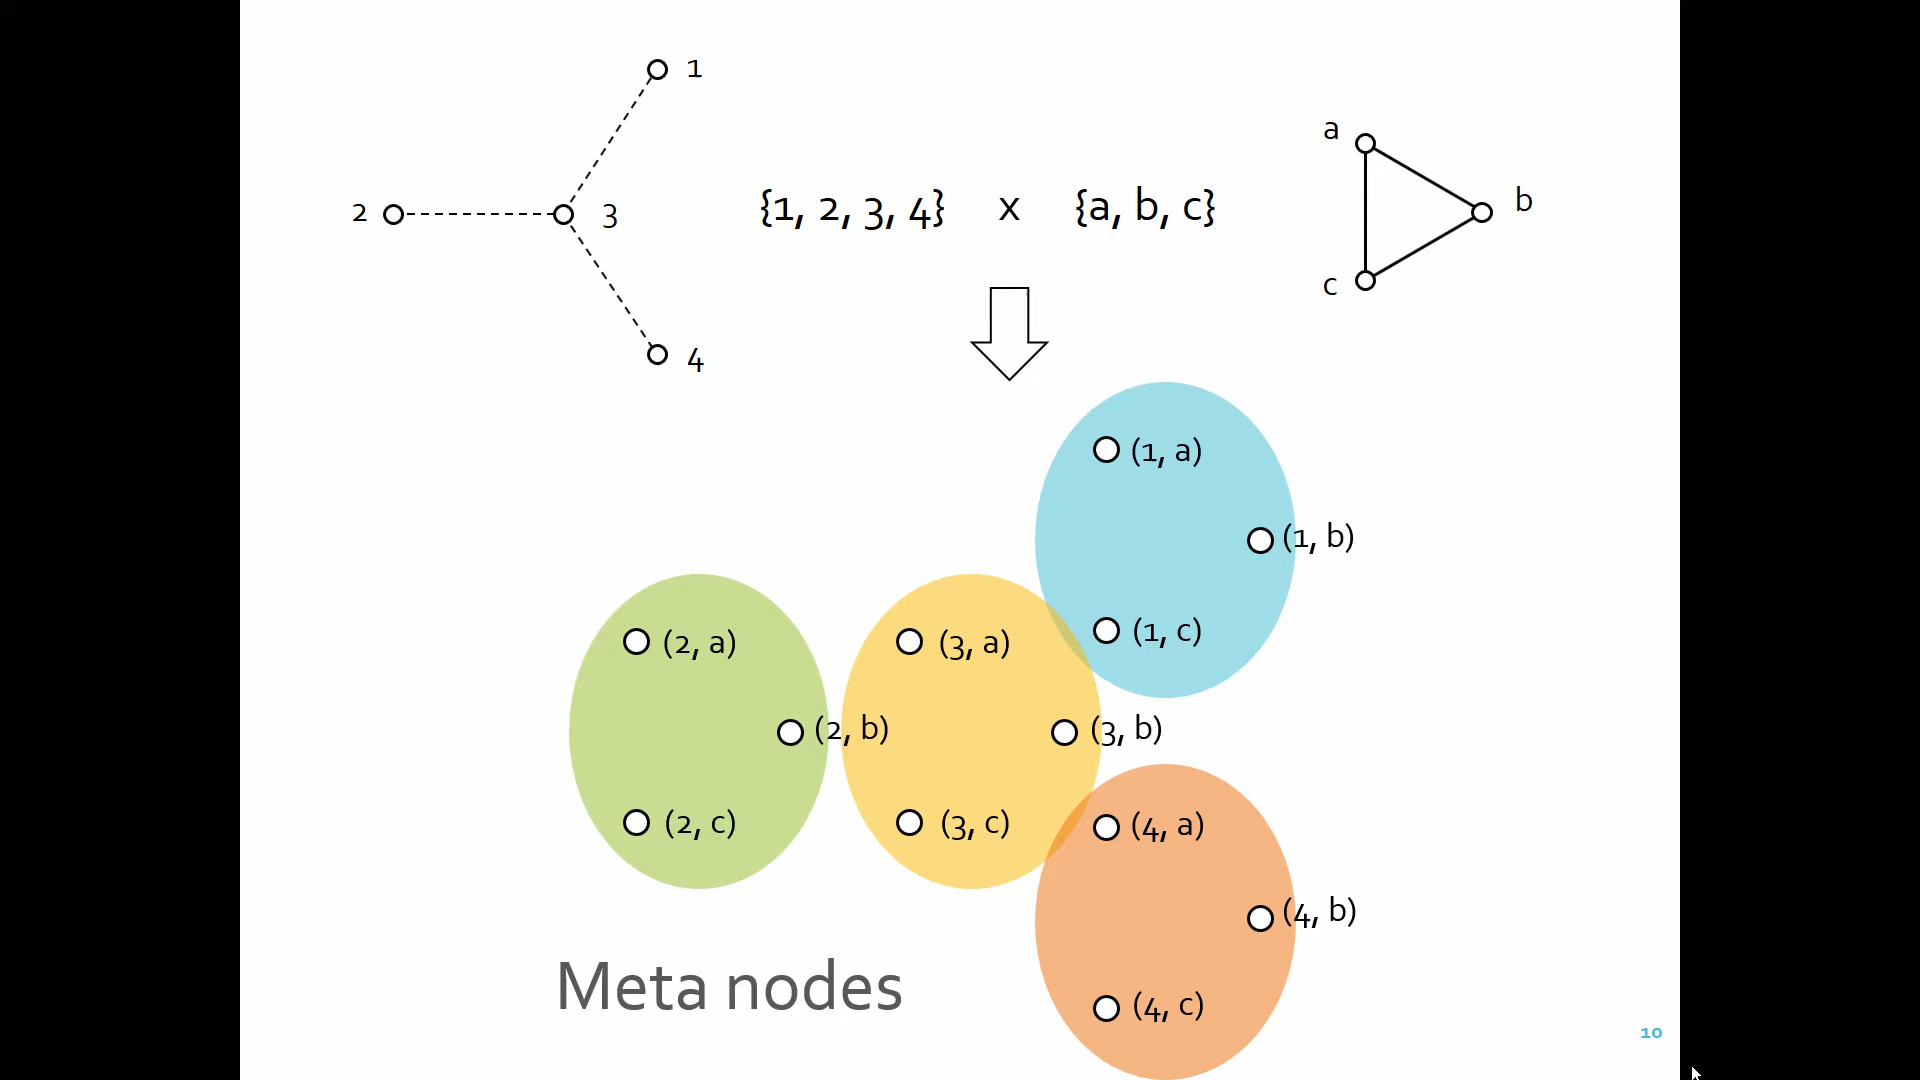 1
2
3
4
{1, 2, 3, 4} x {a, b, c}
a
b
c
(1, a)
(1, b)
(1, c)
(2, a)
(2, b)
(2, c)
(3, a)
(3, b)
(3, c)
(4, a)
(4, b)
(4, c)
Meta nodes
10